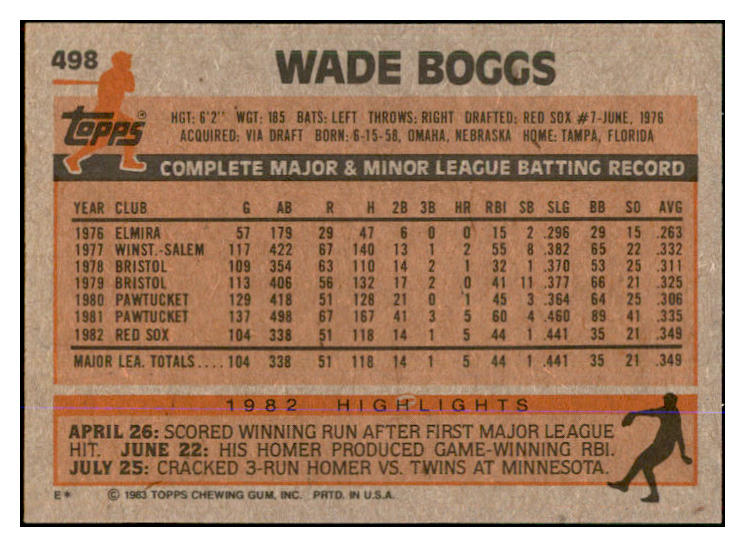 498 WADE BOGGS
Topps®
HGT: 6'2" WGT: 185 BATS: LEFT THROWS: RIGHT DRAFTED: RED SOX #7-JUNE, 1976
ACQUIRED: VIA DRAFT BORN: 6-15-58, OMAHA, NEBRASKA HOME: TAMPA, FLORIDA
COMPLETE MAJOR & MINOR LEAGUE BATTING RECORD
YEAR CLUB G AB R H 2B 3B HR RBI SB SLG BB SO AVG
1976 ELMIRA 57 179 29 47 6 0 0 15 2 .296 29 15 .263
1977 WINST.-SALEM 117 422 67 140 13 1 2 55 8 .382 65 22 .332
1978 BRISTOL 109 354 63 110 14 2 1 32 1 .370 53 25 .311
1979 BRISTOL 113 406 56 132 17 2 0 41 11 .377 66 21 .325
1980 PAWTUCKET 129 418 51 128 21 0 1 45 3 .364 64 25 .306
1981 PAWTUCKET 137 498 67 167 41 3 5 60 4 .460 89 41 .335
1982 RED SOX 104 338 51 118 14 1 5 44 1 .441 35 21 .349
MAJOR LEA. TOTALS.... 104 338 51 118 14 1 5 44 1 .441 35 21 .349
1982 HIGHLIGHTS
APRIL 26: SCORED WINNING RUN AFTER FIRST MAJOR LEAGUE
HIT. JUNE 22: HIS HOMER PRODUCED GAME-WINNING RBI.
JULY 25: CRACKED 3-RUN HOMER VS. TWINS AT MINNESOTA.
E* © 1983 TOPPS CHEWING GUM, INC. PRTD. IN U.S.A.